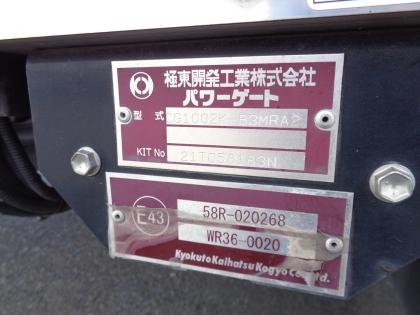 極東開発工業株式会社
パワーゲート
型式 CG1002
KIT No
E43
58R-020268
WR36-0020
Kyokuto Kaihatsu Kogyo Co., Ltd.